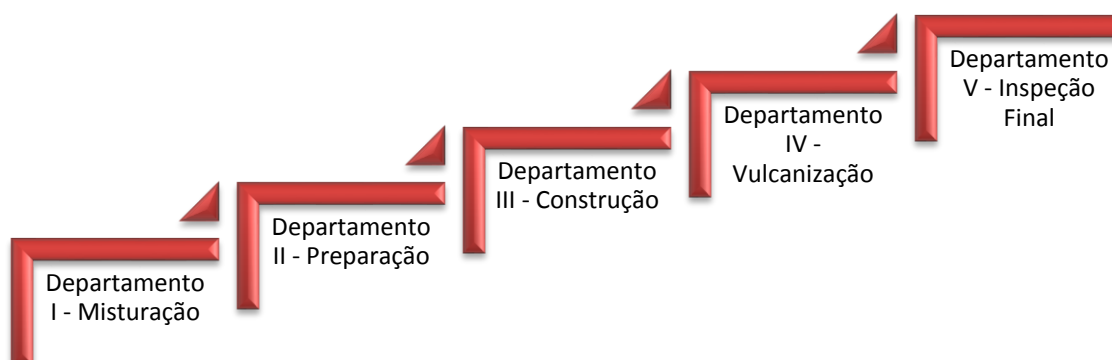 Departamento
I - Misturação
Departamento
II - Preparação
Departamento
III - Construção
Departamento
IV -
Vulcanização
Departamento
V - Inspeção
Final